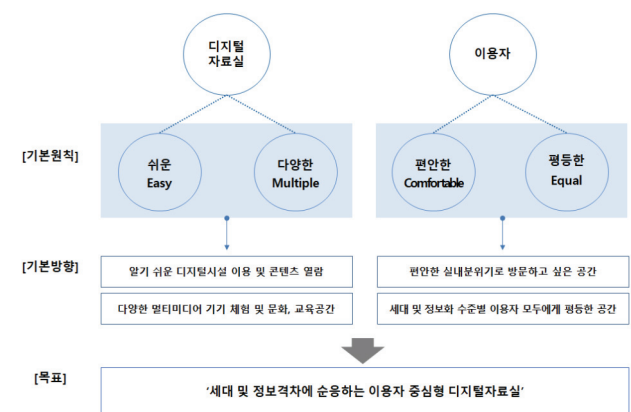 디지털
자료실
이용자
[기본원칙]
쉬운
Easy
다양한
Multiple
편안한
Comfortable
평등한
Equal
[기본방향]
알기 쉬운 디지털시설 이용 및 콘텐츠 열람
편안한 실내분위기로 방문하고 싶은 공간
다양한 멀티미디어 기기 체험 및 문화, 교육공간
세대 및 정보화 수준별 이용자 모두에게 평등한 공간
[목표]
‘세대 및 정보격차에 순응하는 이용자 중심형 디지털자료실’